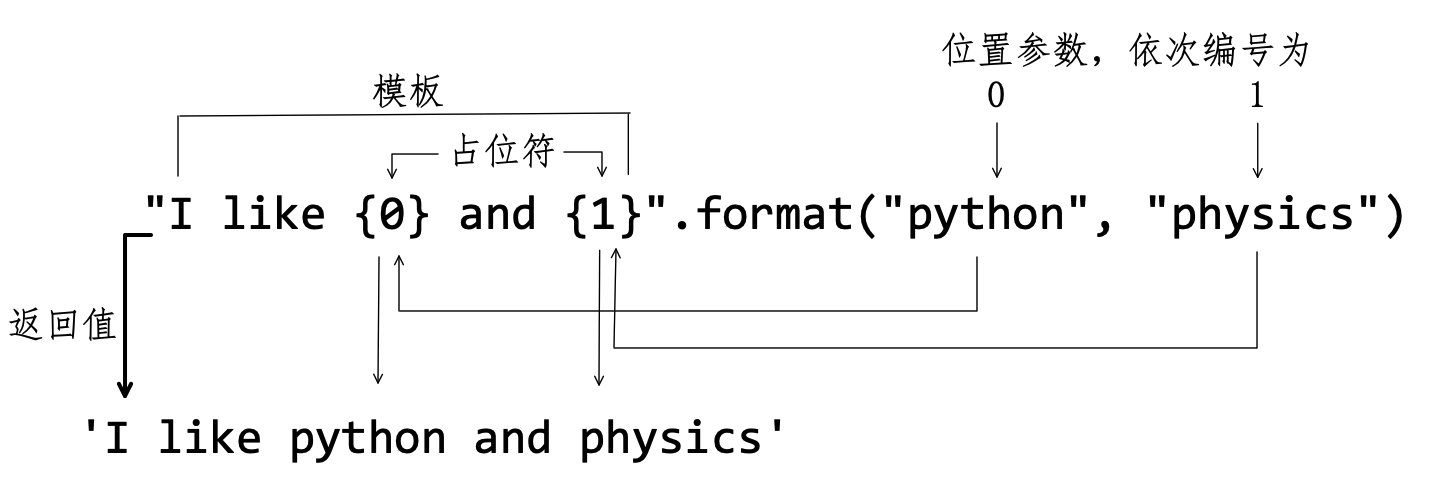 位置参数，依次编号为
模板
0 1
占位符
"I like {0} and {1}".format("python", "physics")
返回值
'I like python and physics'